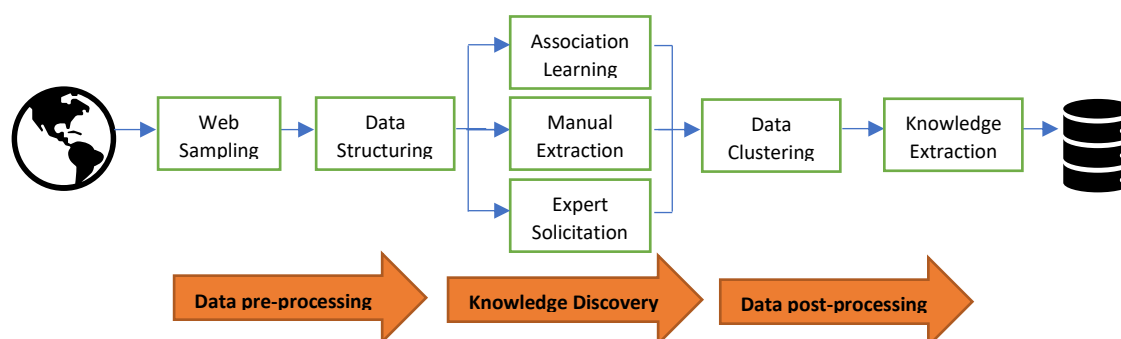 Web
Sampling
Data
Structuring
Association
Learning
Manual
Extraction
Expert
Solicitation
Data
Clustering
Knowledge
Extraction
Data pre-processing
Knowledge Discovery
Data post-processing